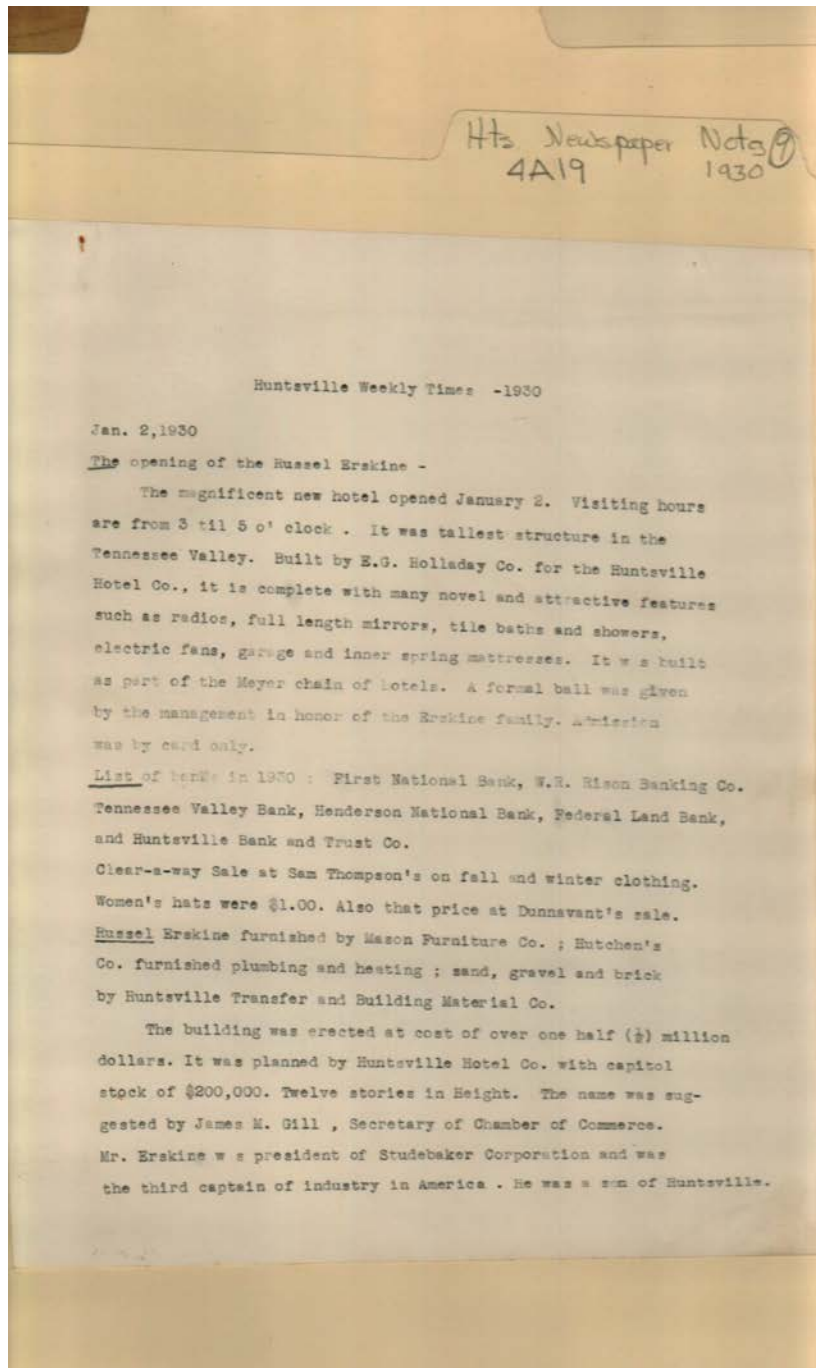 Hts Newspaper Nots 9
4A19 1930
Huntsville Weekly Times -1930
Jan. 2,1930
The opening of the Russel Erskine -
The magnificent new hotel opened January 2. Visiting hours
are from 3 til 5 o' clock . It was tallest structure in the
Tennessee Valley. Built by E.G. Holladay Co. for the Huntsville
Hotel Co., it is complete with many novel and attractive features
such as radios, full length mirrors, tile baths and showers,
electric fans, garage and inner spring mattresses. It w s built
as part of the Meyer chain of hotels. A formal ball was given
by the management in honor of the Erskine family. Admission
was by card only.
List of banks in 1930 : First National Bank, W.R. Rison Banking Co.
Tennessee Valley Bank, Henderson National Bank, Federal Land Bank,
and Huntsville Bank and Trust Co.
Clear-a-way Sale at Sam Thompson's on fall and winter clothing.
Women's hats were $1.00. Also that price at Dunnavant's sale.
Russel Erskine furnished by Mason Furniture Co. ; Hutchen's
Co. furnished plumbing and heating ; sand, gravel and brick
by Huntsville Transfer and Building Material Co.
The building was erected at cost of over one half (½) million
dollars. It was planned by Huntsville Hotel Co. with capitol
stock of $200,000. Twelve stories in Height. The name was sug-
gested by James M. Gill , Secretary of Chamber of Commerce.
Mr. Erskine w s president of Studebaker Corporation and was
the third captain of industry in America . He was a son of Huntsville.